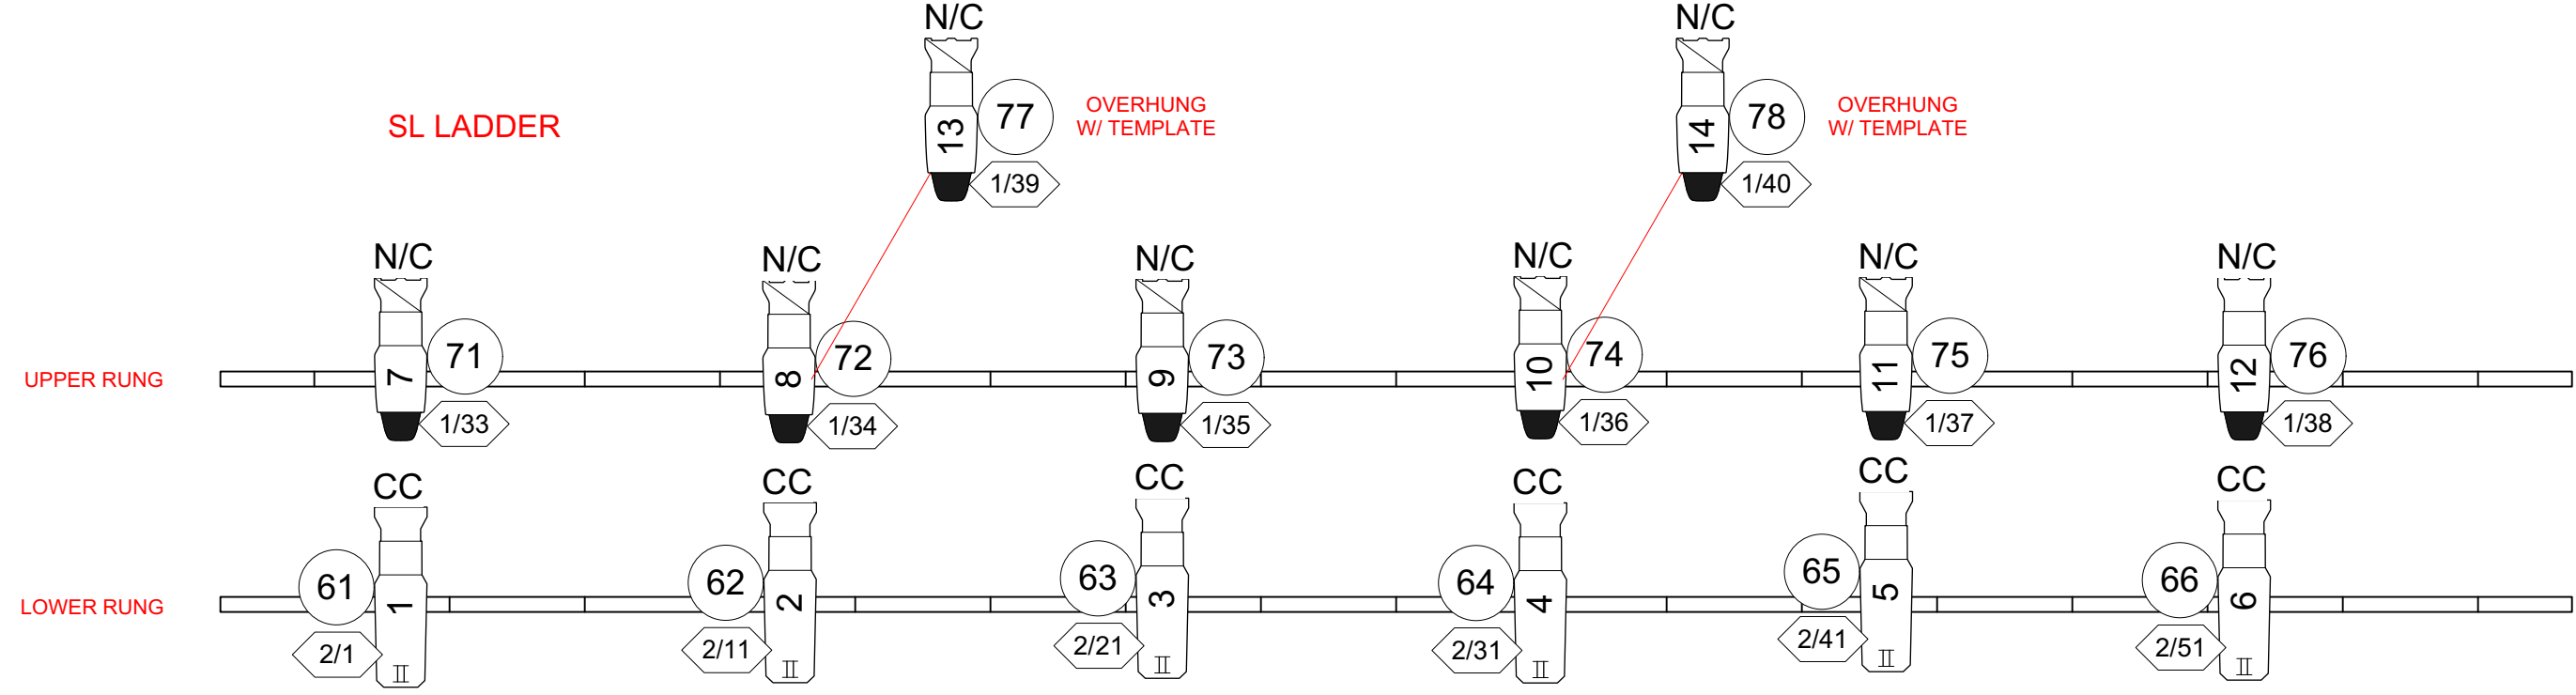 N/C
N/C
SL LADDER
13
77
OVERHUNG
W/ TEMPLATE
1/39
14
78
OVERHUNG
W/ TEMPLATE
1/40
N/C
N/C
N/C
N/C
N/C
N/C
UPPER RUNG
7
71
1/33
8
72
1/34
9
73
1/35
10
74
1/36
11
75
1/37
12
76
1/38
CC
CC
CC
CC
CC
CC
LOWER RUNG
61
1
2/1
II
62
2
2/11
II
63
3
2/21
II
64
4
2/31
II
65
5
2/41
II
66
6
2/51
II